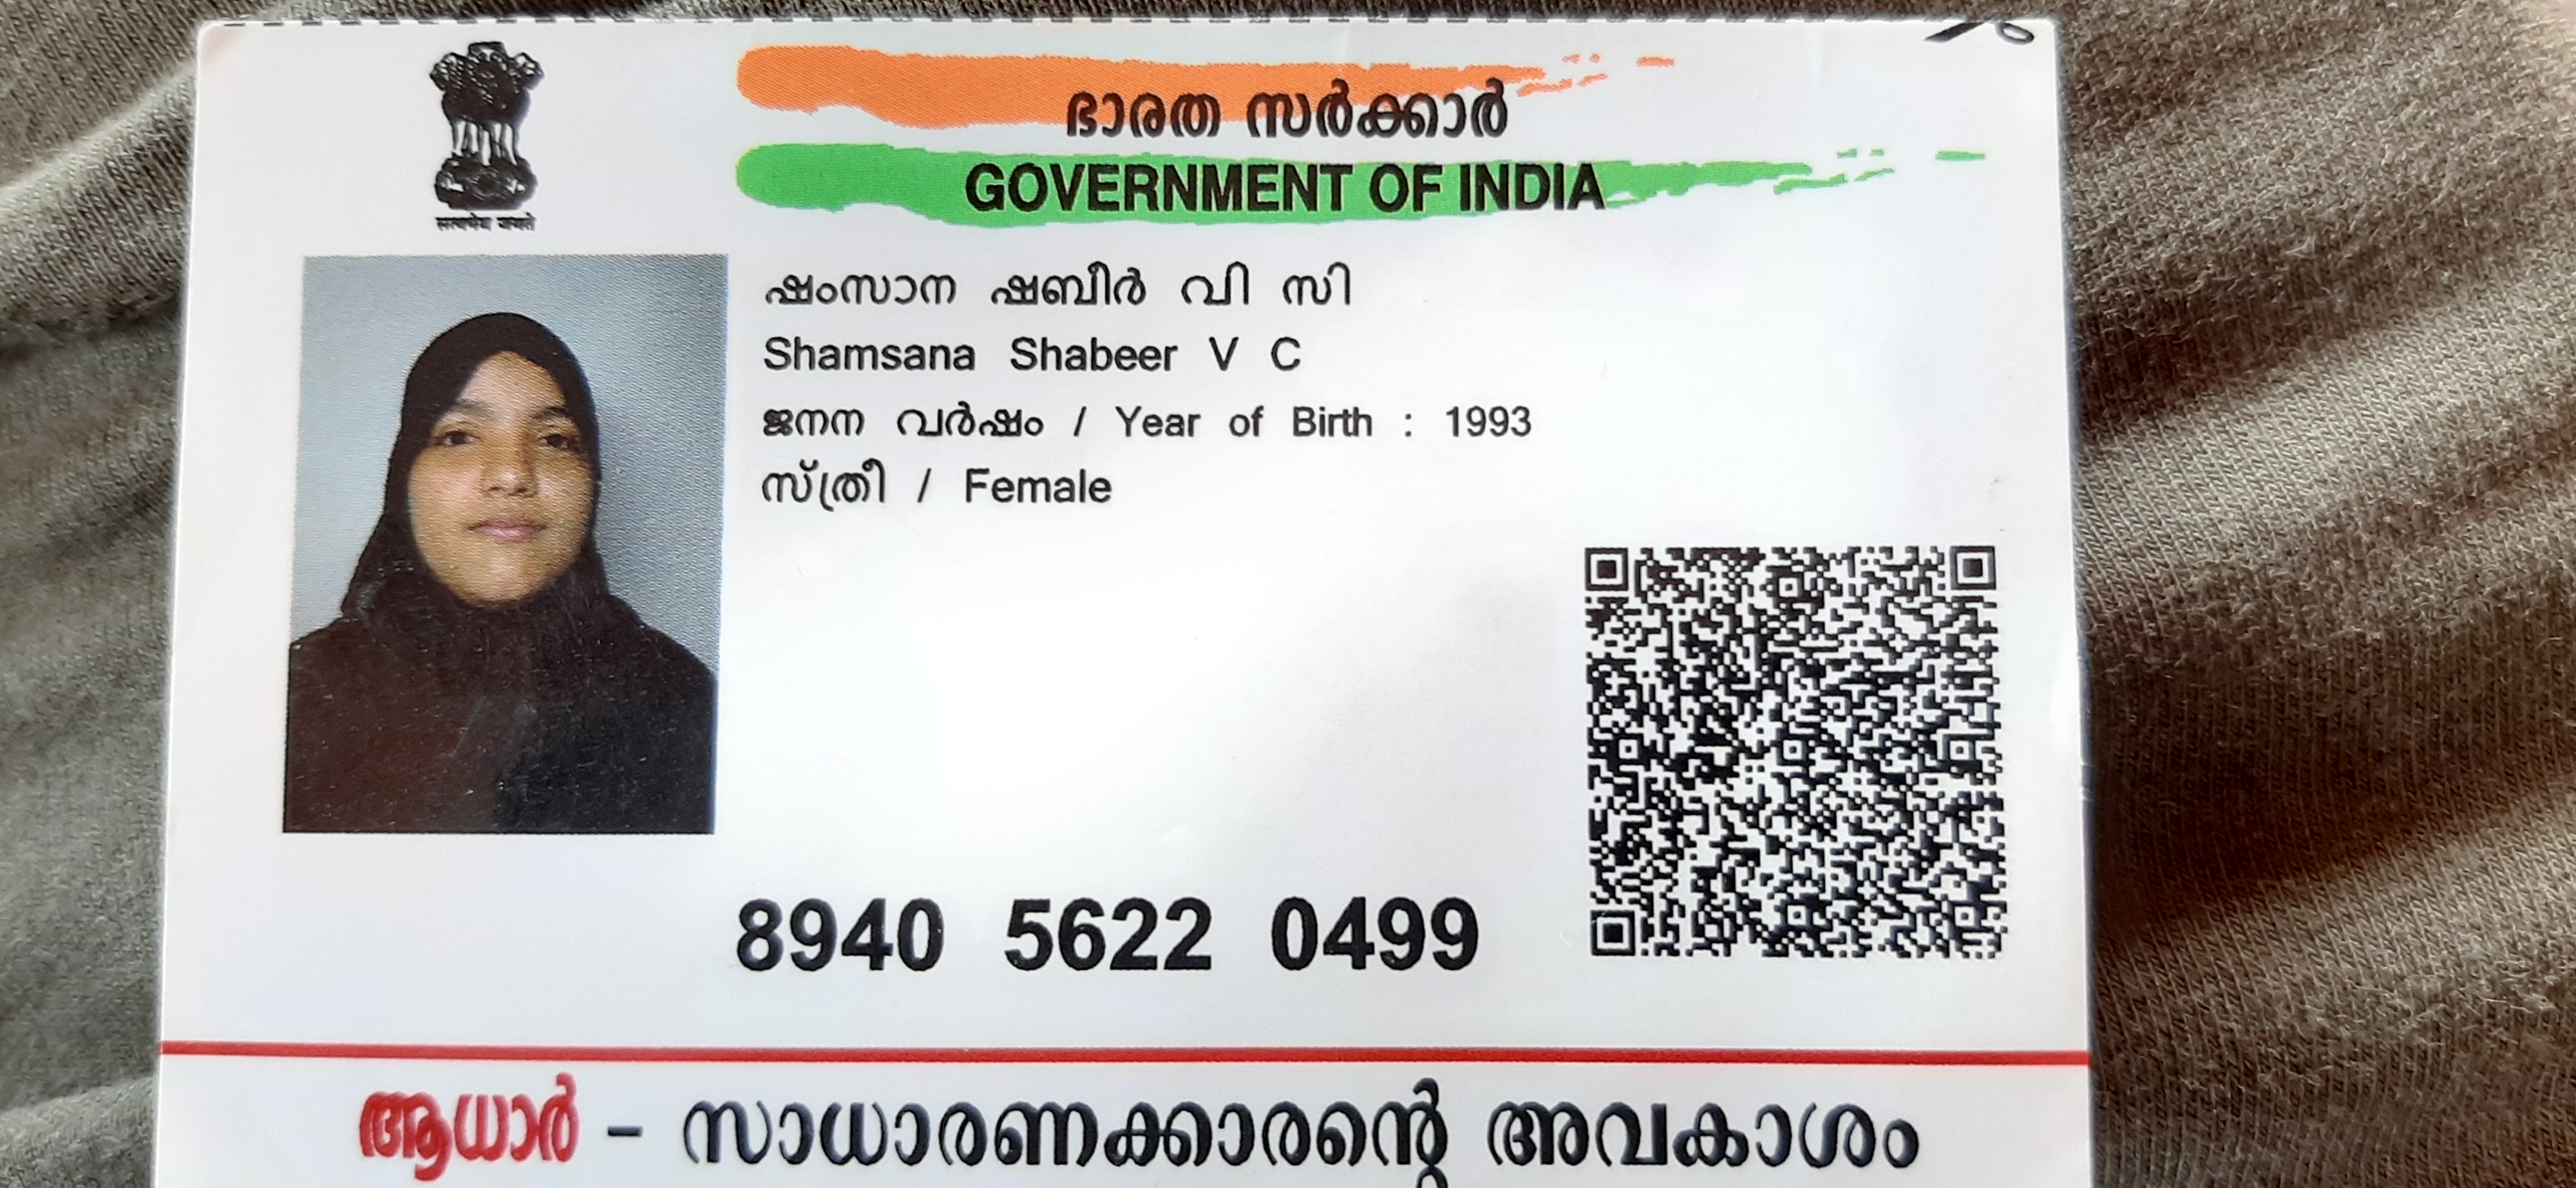 सत्यमेव जयते
ഭാരത സർക്കാർ
GOVERNMENT OF INDIA
ഷംസാന ഷബീർ വി സി
Shamsana Shabeer V C
ജനന വർഷം / Year of Birth : 1993
സ്ത്രീ / Female
8940 5622 0499
ആധാർ - സാധാരണക്കാരന്റെ അവകാശം